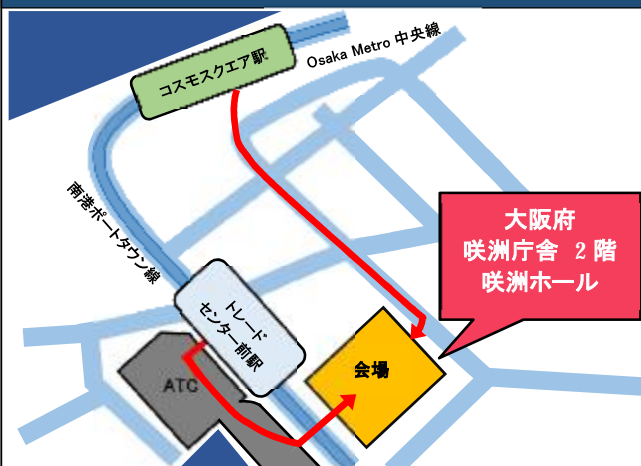 コスモスクエア駅
Osaka Metro 中央線
南港ポートタウン線
大阪府
咲洲庁舎 2階
咲洲ホール
トレード
センター前駅
会場
ATC